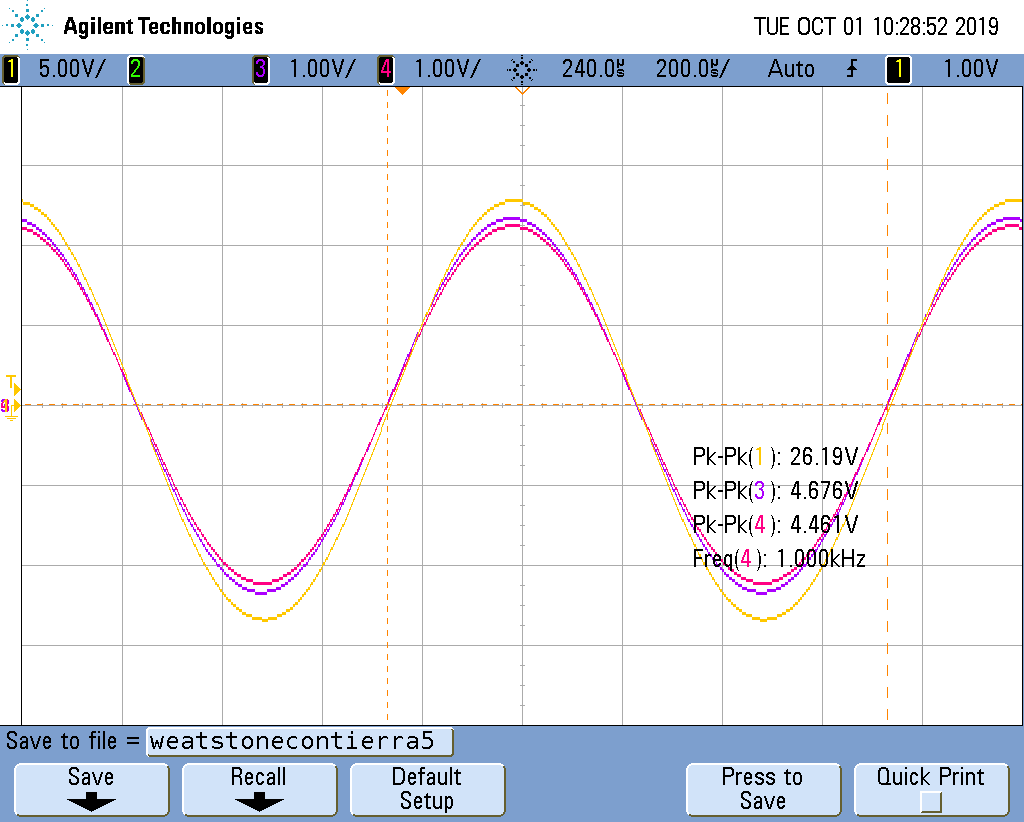 Agilent Technologies TUE OCT 01 10:28:52 2019
1 5.00V/ 2 3 1.00V/ 4 1.00V/ 240.0µs 200.0µs/ Auto 1 1.00V
T
Pk-Pk(1): 26.19V
Pk-Pk(3): 4.676V
Pk-Pk(4): 4.461V
Freq(4): 1.000kHz
Save to file = weatstonecontierra5
Save Recall Default Setup Press to Save Quick Print